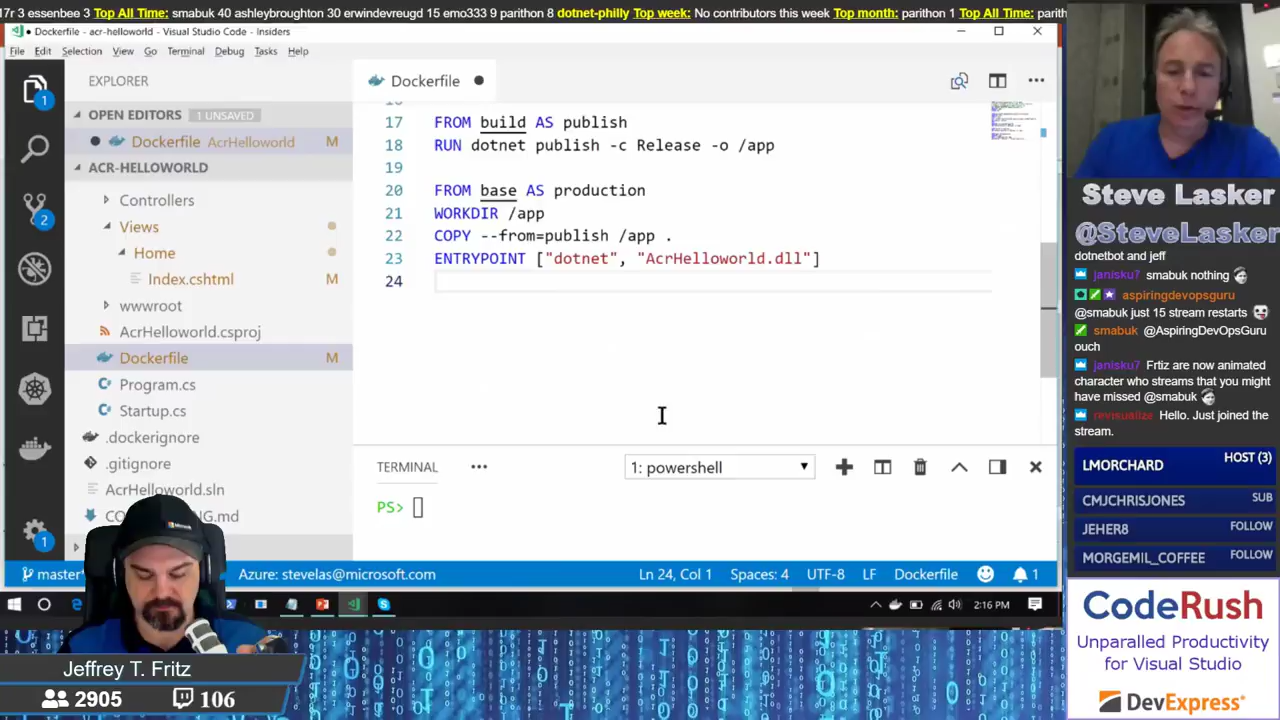 17r 3 essenbee 3 Top All Time: smabuk 40 ashleybroughton 30 erwindevreugd 15 erno333 9 parithon 8 dotnet-philly Top week: No contributors this week Top month: parithon 1 Top All Time: parith
● Dockerfile - acr-helloworld - Visual Studio Code - Insiders
File Edit Selection View Go Terminal Debug Tasks Help
EXPLORER
OPEN EDITORS 1 UNSAVED
● Dockerfile AcrHelloworld M
ACR-HELLOWORLD
Controllers
Views
Home
Index.cshtml M
wwwroot
AcrHelloworld.csproj
Dockerfile M
Program.cs
Startup.cs
.dockerignore
.gitignore
AcrHelloworld.sln
1
2
1
Dockerfile ●
17 FROM build AS publish
18 RUN dotnet publish -c Release -o /app
19
20 FROM base AS production
21 WORKDIR /app
22 COPY --from=publish /app .
23 ENTRYPOINT ["dotnet", "AcrHelloworld.dll"]
24
TERMINAL ... 1: powershell
PS>
master* Azure: stevelas@microsoft.com Ln 24, Col 1 Spaces: 4 UTF-8 LF Dockerfile 1
2:16 PM
Steve Lasker
@SteveLasker
dotnetbot and jeff
janisku7 smabuk nothing
aspiringdevopsguru
@smabuk just 15 stream restarts
smabuk @AspiringDevOpsGuru
ouch
janisku7 Frtiz are now animated
character who streams that you might
have missed @smabuk
revisualize Hello. Just joined the
stream.
LMORCHARD HOST (3)
CMJCHRISJONES SUB
JEHER8 FOLLOW
MORGEMIL_COFFEE FOLLOW
CodeRush
Unparalled Productivity
for Visual Studio
DevExpress
Jeffrey T. Fritz
2905 106